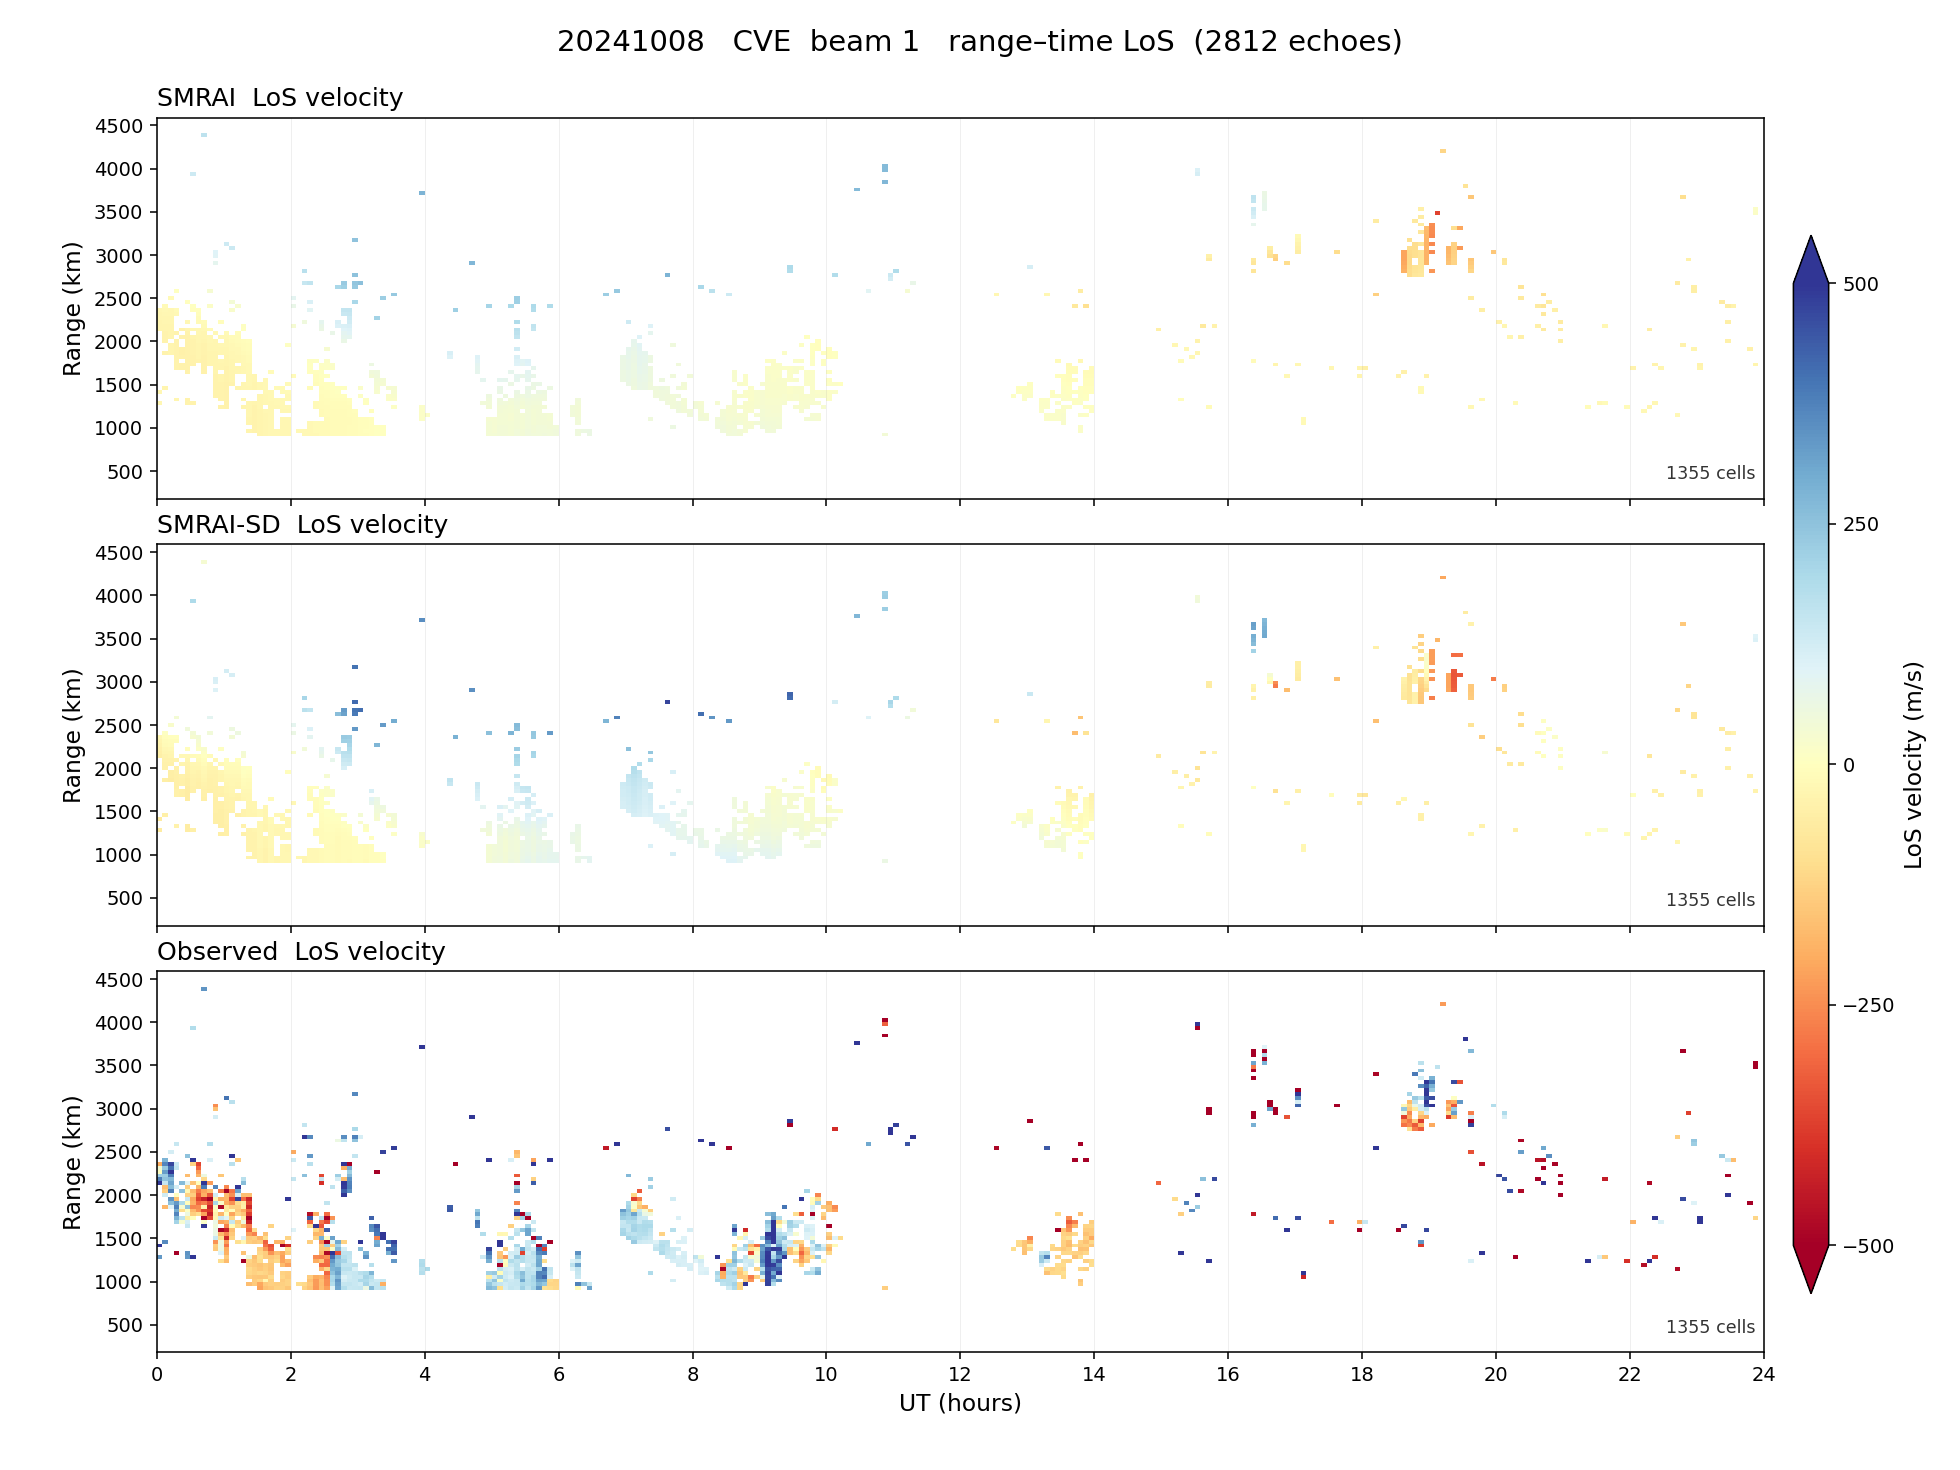 20241008   CVE  beam 1   range–time LoS  (2812 echoes)
SMRAI  LoS velocity
4500
4000
3500
3000
2500
2000
1500
1000
500
Range (km)
1355 cells
SMRAI-SD  LoS velocity
4500
4000
3500
3000
2500
2000
1500
1000
500
Range (km)
1355 cells
Observed  LoS velocity
4500
4000
3500
3000
2500
2000
1500
1000
500
Range (km)
1355 cells
0 2 4 6 8 10 12 14 16 18 20 22 24
UT (hours)
500
250
0
−250
−500
LoS velocity (m/s)